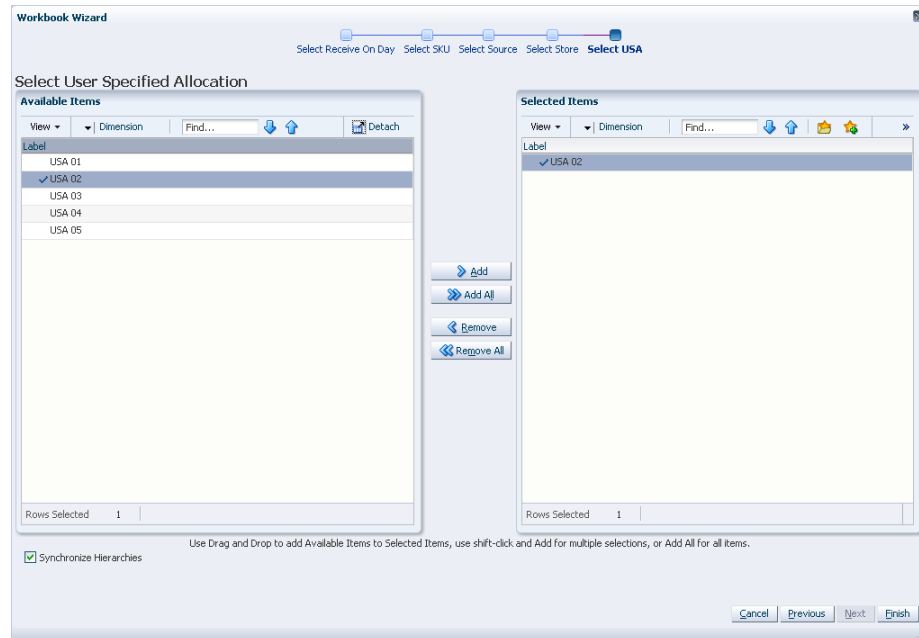 Workbook Wizard
Select Receive On Day Select SKU Select Source Select Store Select USA
Select User Specified Allocation
Available Items
View Dimension Find... Detach
Label
USA 01
USA 02
USA 03
USA 04
USA 05
Rows Selected 1
Add
Add All
Remove
Remove All
Selected Items
View Dimension Find... »
Label
USA 02
Rows Selected 1
Use Drag and Drop to add Available Items to Selected Items, use shift-click and Add for multiple selections, or Add All for all items.
Synchronize Hierarchies
Cancel Previous Next Finish